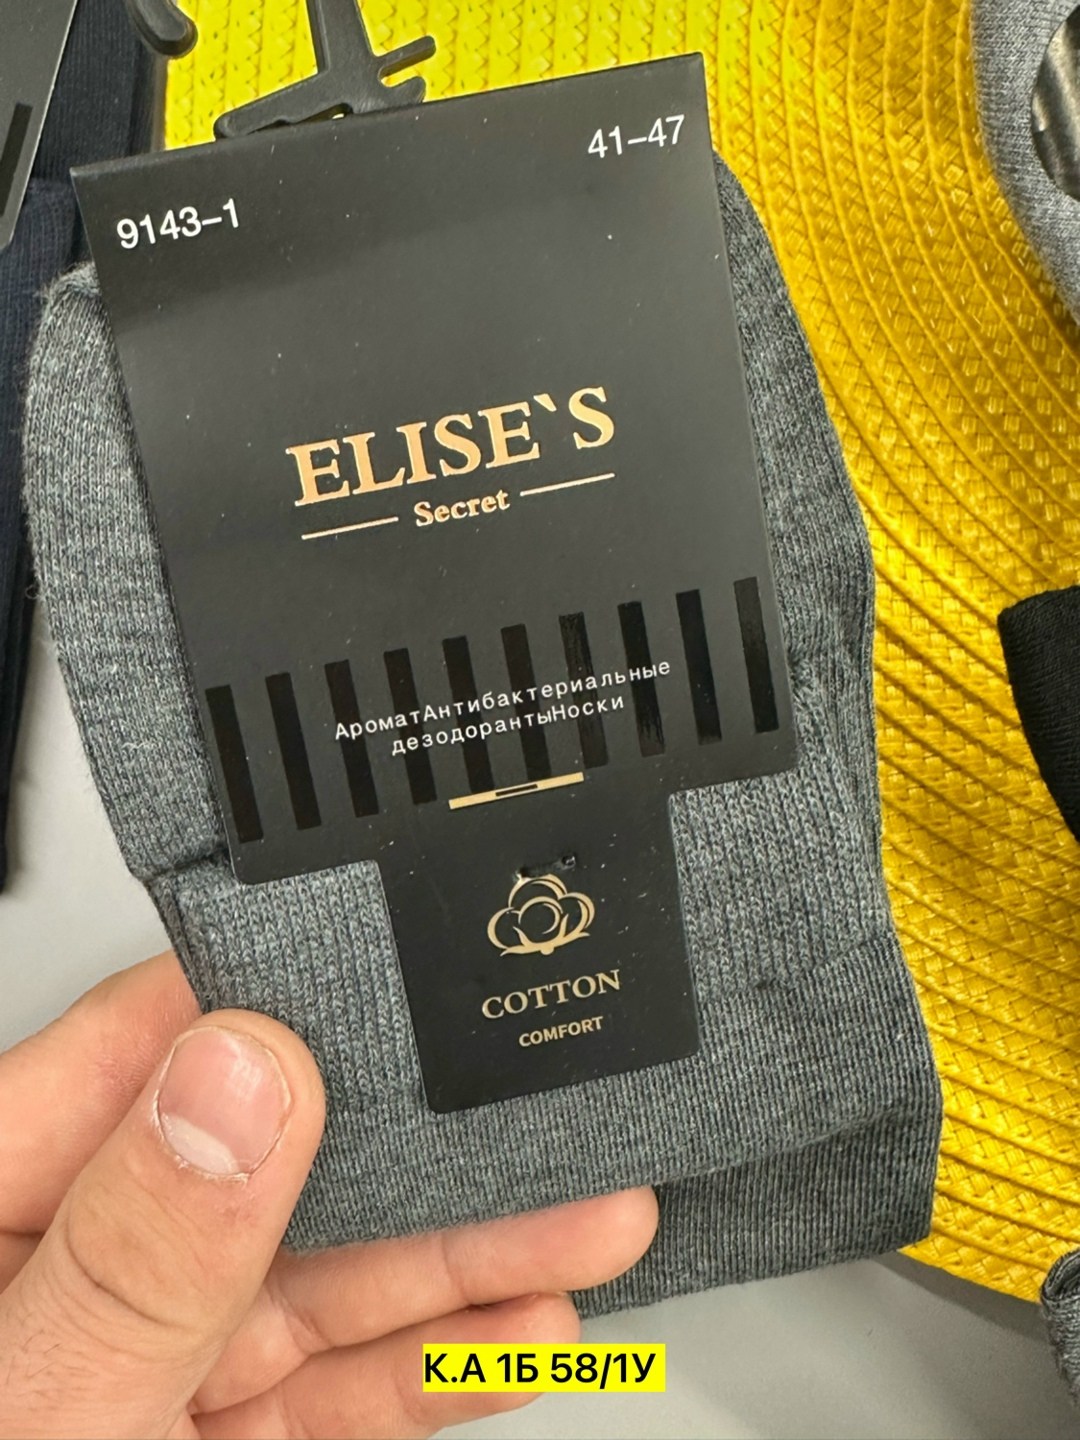 41-47
9143-1
ELISE`S
Secret
АроматАнтибактериальные
дезодорантыНоски
COTTON
COMFORT
К.А 1Б 58/1У